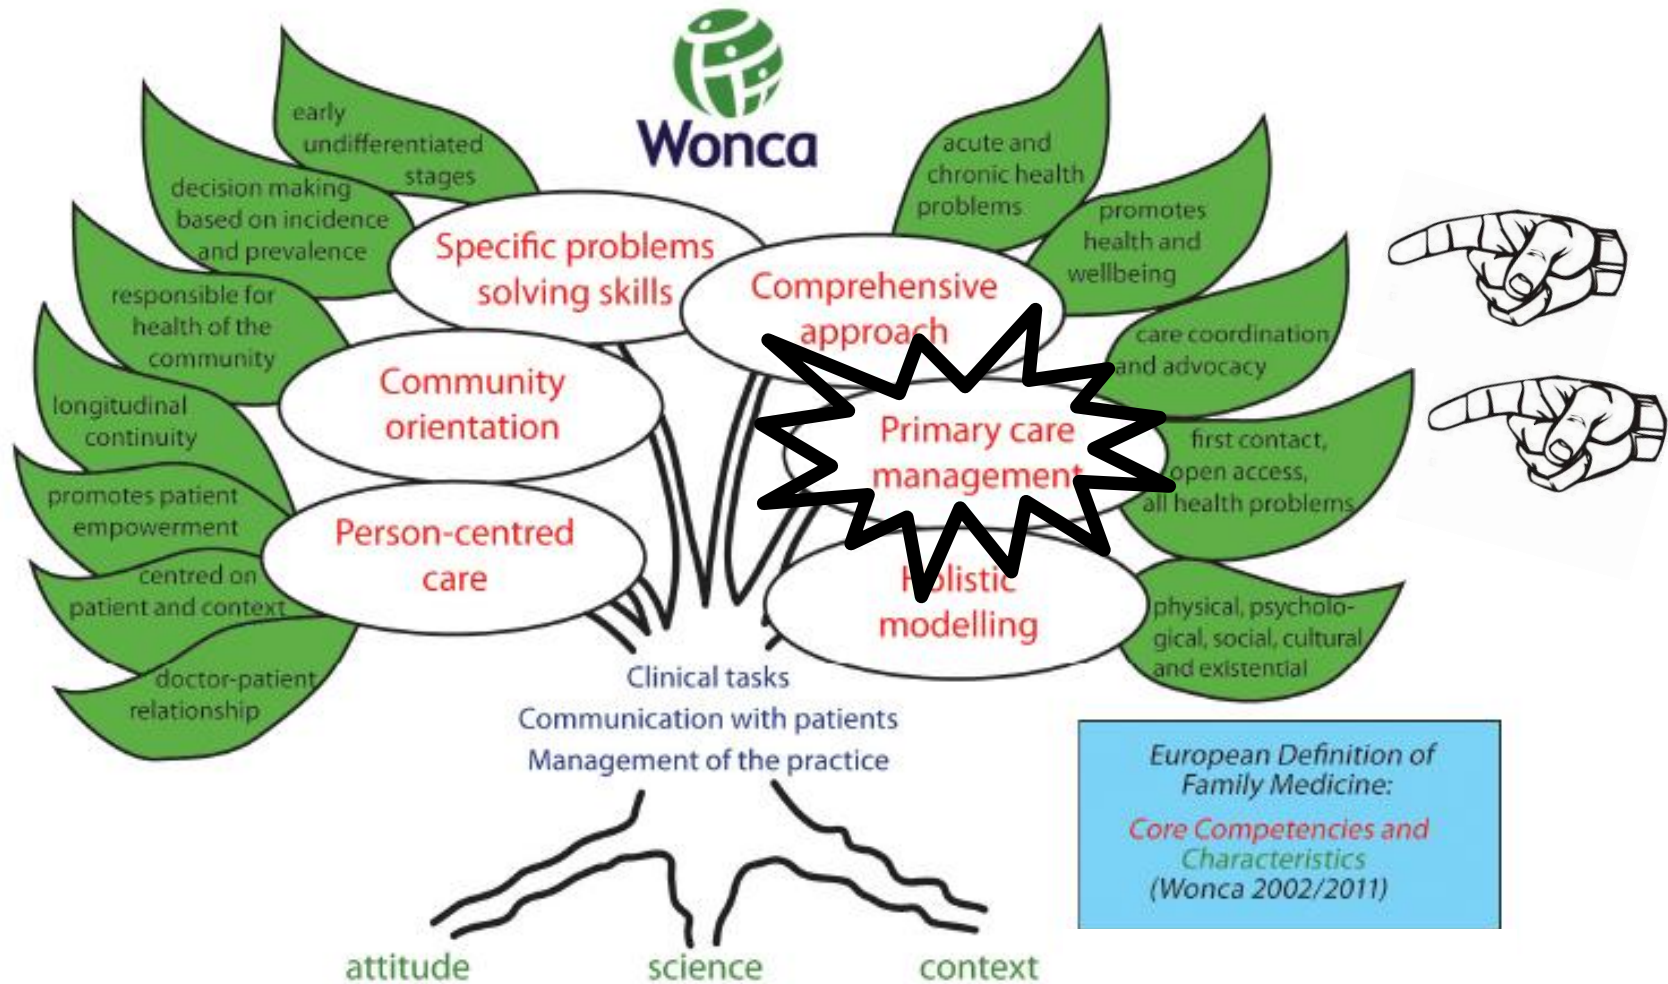 Wonca
early
undifferentiated
stages
decision making
based on incidence
and prevalence
responsible for
health of the
community
longitudinal
continuity
promotes patient
empowerment
centred on
patient and context
doctor-patient
relationship
Specific problems
solving skills
Community
orientation
Person-centred
care
Comprehensive
approach
Primary care
management
Holistic
modelling
acute and
chronic health
problems
promotes
health and
wellbeing
care coordination
and advocacy
first contact,
open access,
all health problems
physical, psycholo-
gical, social, cultural
and existential
Clinical tasks
Communication with patients
Management of the practice
attitude
science
context
European Definition of
Family Medicine:
Core Competencies and
Characteristics
(Wonca 2002/2011)